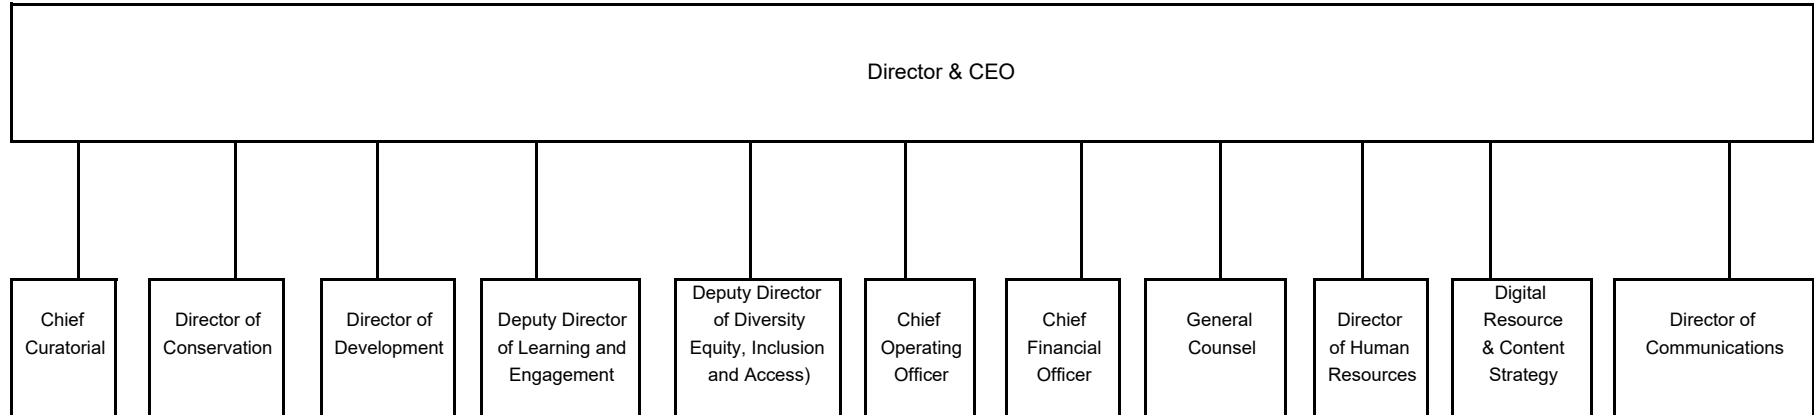 Director & CEO
Chief
Curatorial
Director of
Conservation
Director of
Development
Deputy Director
of Learning and
Engagement
Deputy Director
of Diversity
Equity, Inclusion
and Access)
Chief
Operating
Officer
Chief
Financial
Officer
General
Counsel
Director
of Human
Resources
Digital
Resource
& Content
Strategy
Director of
Communications